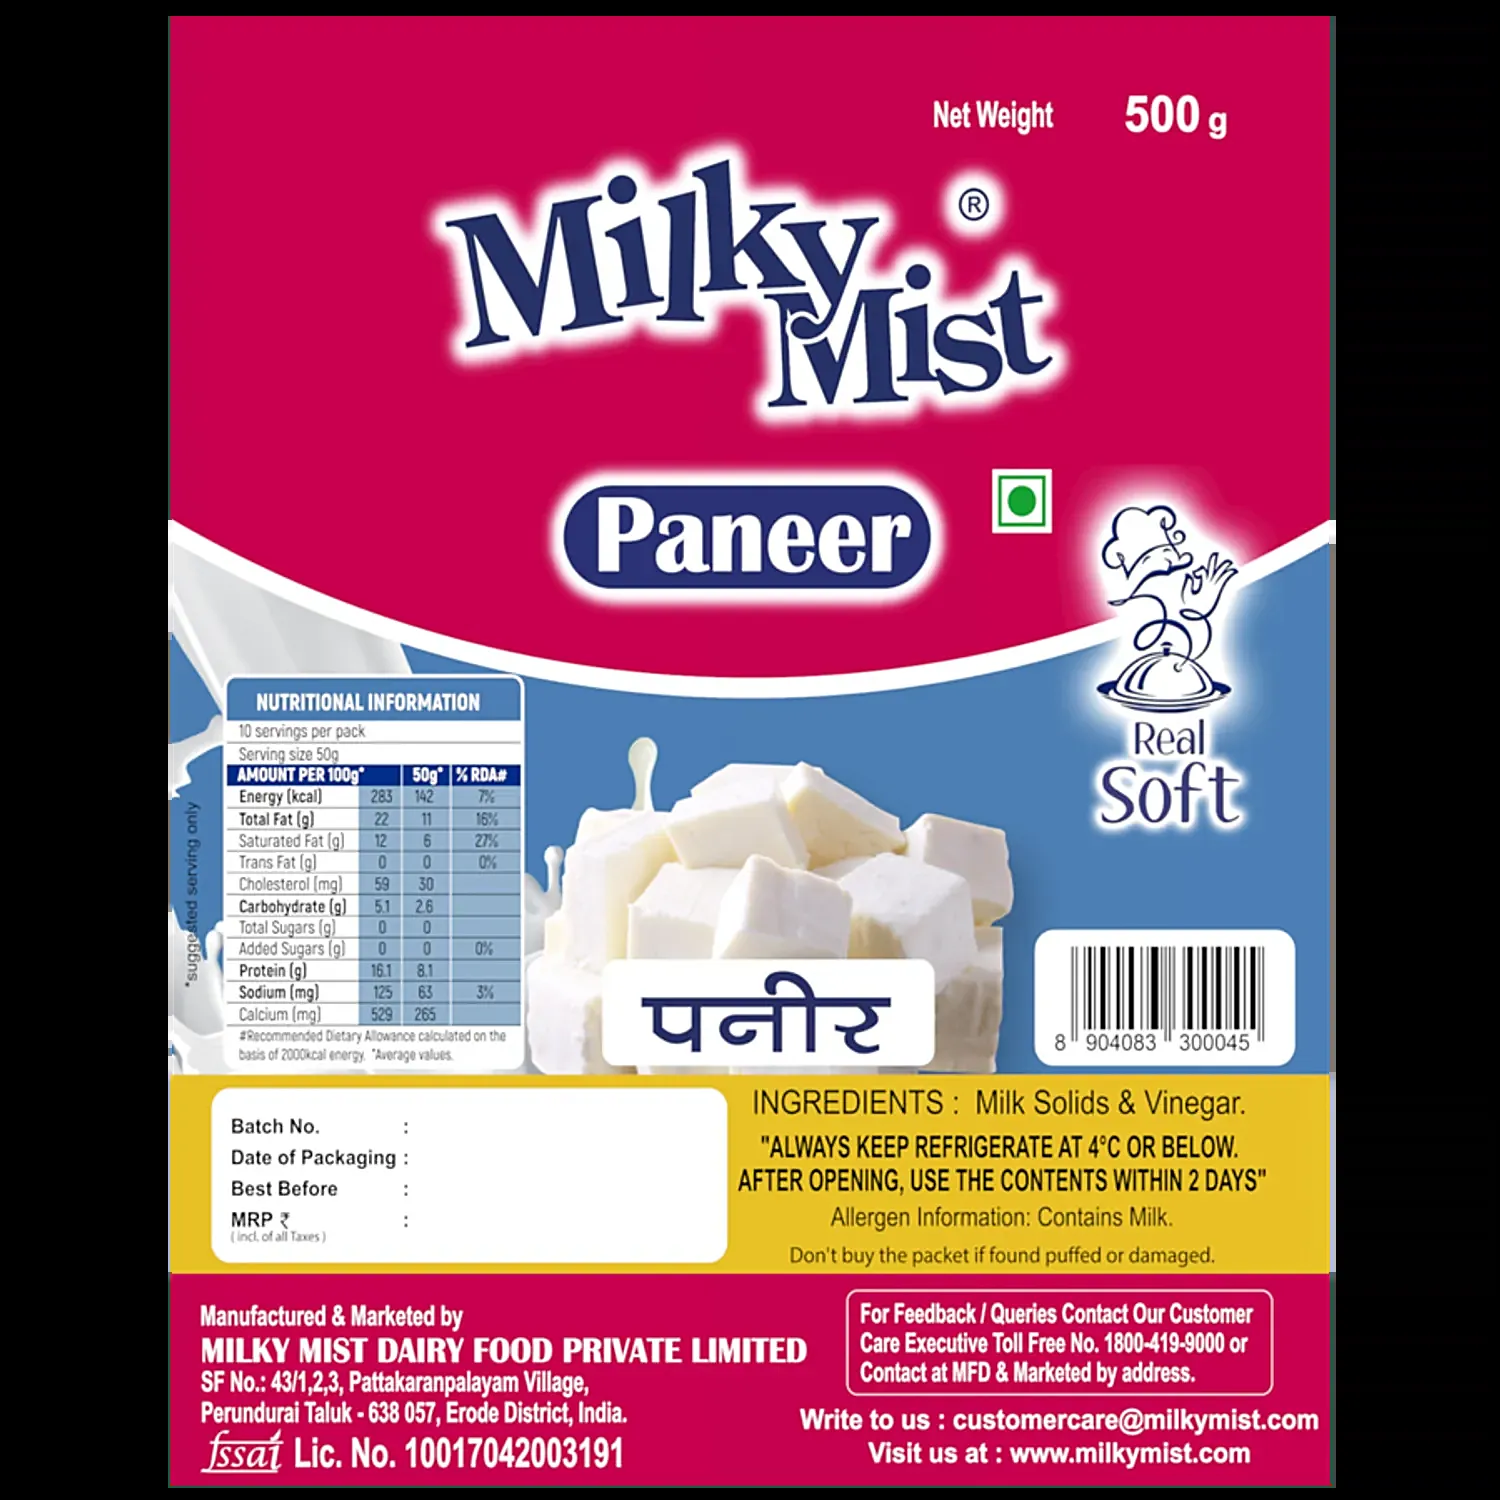 Net Weight 500 g
Milky
Mist
®
Paneer
Real
Soft
NUTRITIONAL INFORMATION
10 servings per pack
Serving size 50g
AMOUNT PER 100g* 50g* % RDA#
Energy (kcal) 283 142 7%
Total Fat (g) 22 11 16%
Saturated Fat (g) 12 6 27%
Trans Fat (g) 0 0 0%
Cholesterol (mg) 59 30
Carbohydrate (g) 5.1 2.6
Total Sugars (g) 0 0
Added Sugars (g) 0 0 0%
Protein (g) 16.1 8.1
Sodium (mg) 125 63 3%
Calcium (mg) 529 265
#Recommended Dietary Allowance calculated on the
basis of 2000kcal energy. *Average values.
*suggested serving only
पनीर
8 904083 300045
Batch No. :
Date of Packaging :
Best Before :
MRP ₹ :
( incl. of all Taxes )
INGREDIENTS : Milk Solids & Vinegar.
"ALWAYS KEEP REFRIGERATE AT 4°C OR BELOW.
AFTER OPENING, USE THE CONTENTS WITHIN 2 DAYS"
Allergen Information: Contains Milk.
Don't buy the packet if found puffed or damaged.
Manufactured & Marketed by
MILKY MIST DAIRY FOOD PRIVATE LIMITED
SF No.: 43/1,2,3, Pattakaranpalayam Village,
Perundurai Taluk - 638 057, Erode District, India.
fssai Lic. No. 10017042003191
For Feedback / Queries Contact Our Customer
Care Executive Toll Free No. 1800-419-9000 or
Contact at MFD & Marketed by address.
Write to us : customercare@milkymist.com
Visit us at : www.milkymist.com